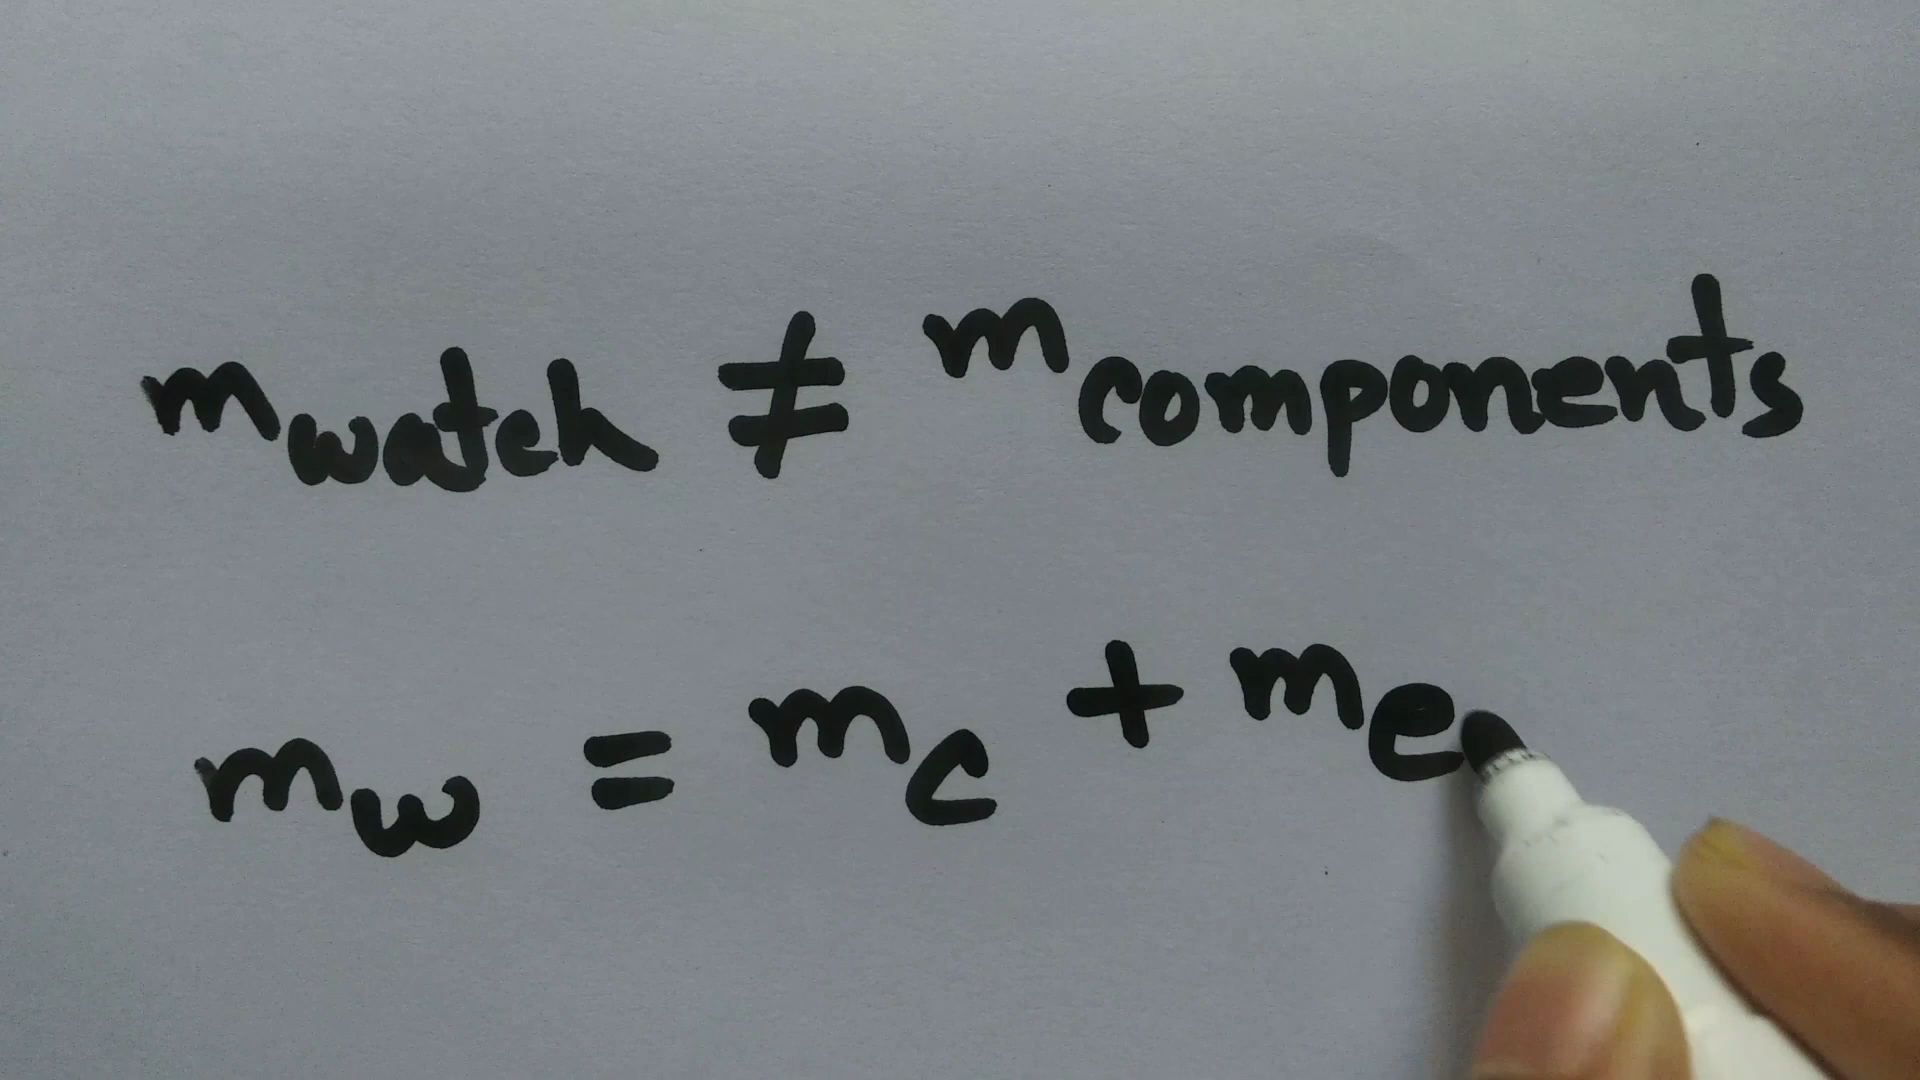 m watch ≠ m components
m w = m c + m e